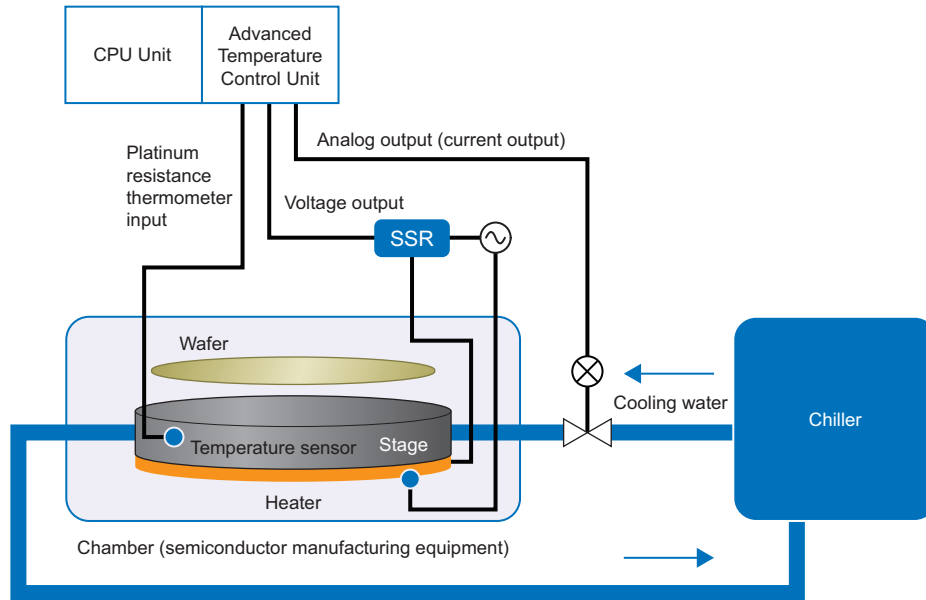 CPU Unit
Advanced
Temperature
Control Unit
Analog output (current output)
Platinum
resistance
thermometer
input
Voltage output
SSR
Wafer
Cooling water
Chiller
Temperature sensor
Stage
Heater
Chamber (semiconductor manufacturing equipment)